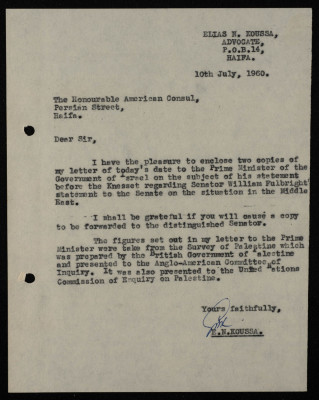 ELIAS N. KOUSSA,
ADVOCATE,
P.O.B.16,
HAIFA.
10th July, 1960.
The Honourable American Consul,
Persian Street,
Haifa.
Dear Sir,
I have the pleasure to enclose two copies of
my letter of today's date to the Prime Minister of the
Government of Israel on the subject of his statement
before the Knesset regarding Senator William Fulbright'
statement to the Senate on the situation in the Middle
East.
I shall be grateful if you will cause a copy
to be forwarded to the distinguished Senator.
The figures set out in my letter to the Prime
Minister were take from the Survey of Palestine which
was prepared by the British Government of Palestine
and presented to the Anglo-American Committee of
Inquiry. It was also presented to the United Nations
Commission of Enquiry on Palestine.
Yours faithfully,
E.N.KOUSSA.